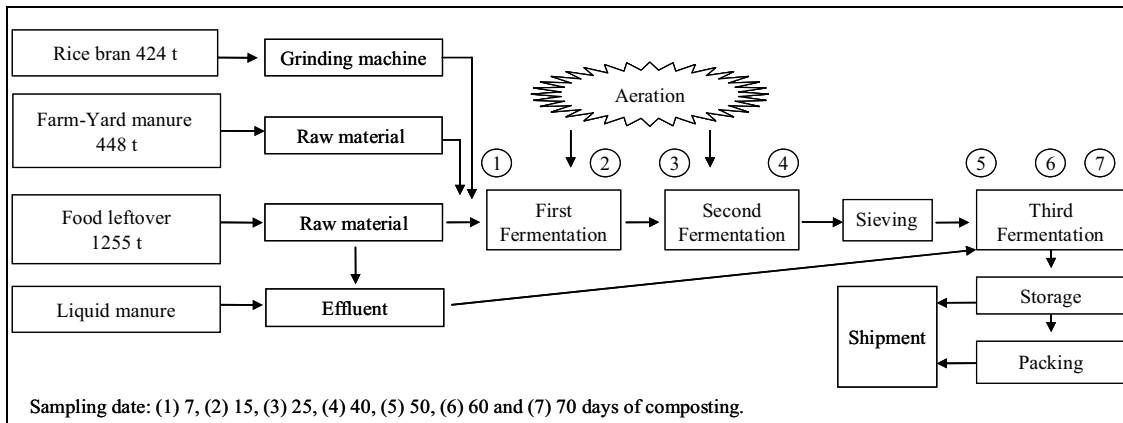 Rice bran 424 t
Grinding machine
Aeration
Farm-Yard manure
448 t
Raw material
1
2
3
4
5
6
7
Food leftover
1255 t
Raw material
First
Fermentation
Second
Fermentation
Sieving
Third
Fermentation
Liquid manure
Effluent
Storage
Shipment
Packing
Sampling date: (1) 7, (2) 15, (3) 25, (4) 40, (5) 50, (6) 60 and (7) 70 days of composting.